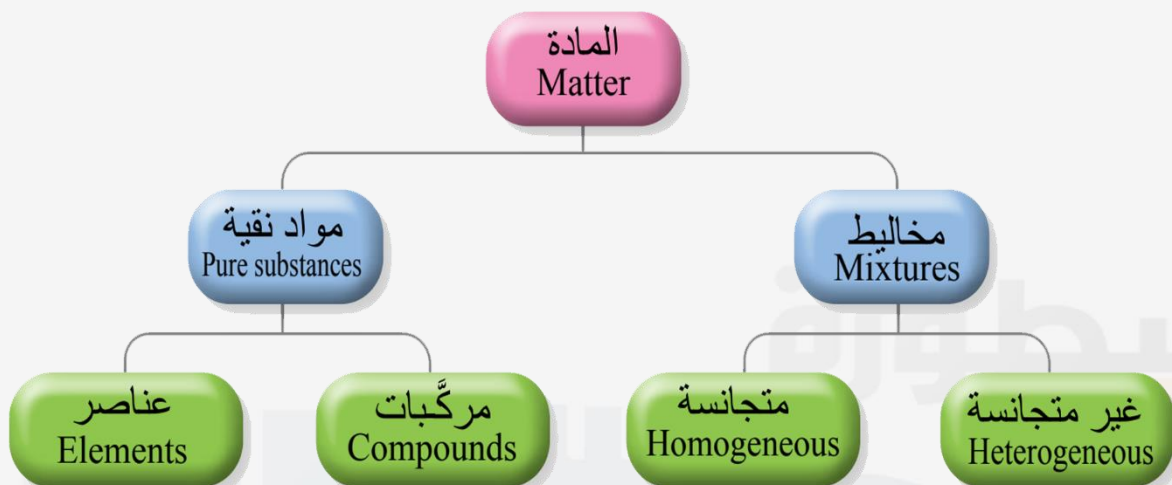 المادة
Matter
مواد نقية
Pure substances
مخاليط
Mixtures
عناصر
Elements
مركَّبات
Compounds
متجانسة
Homogeneous
غير متجانسة
Heterogeneous